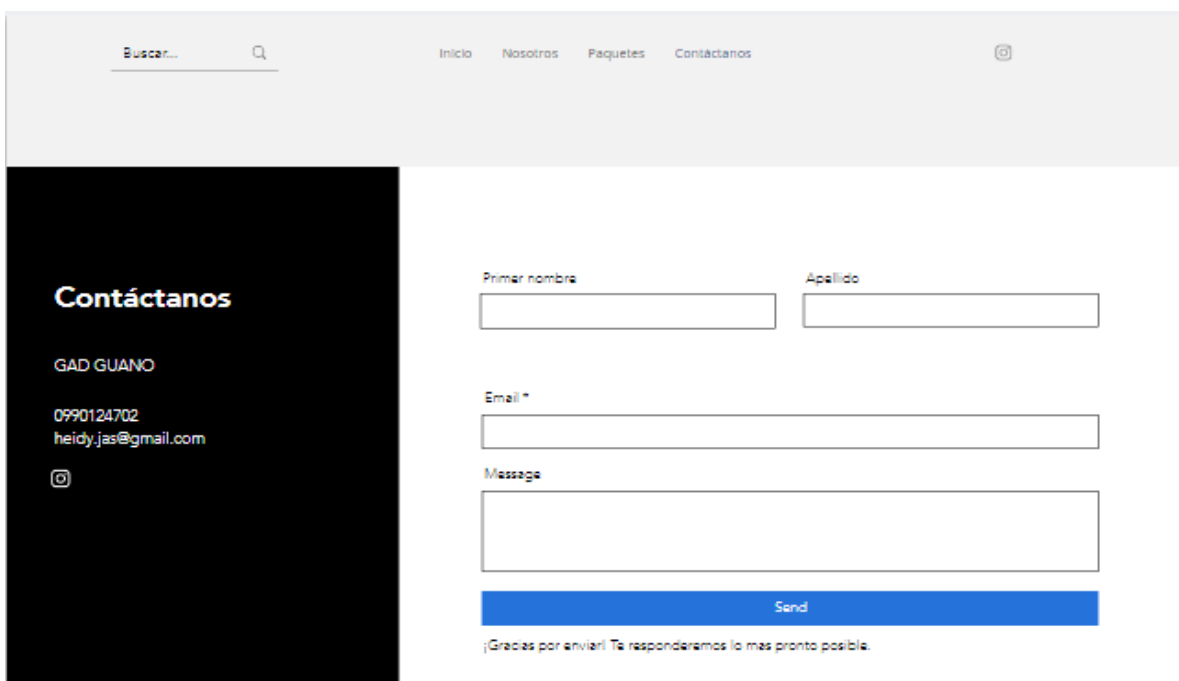 Buscar...
Inicio Nosotros Paquetes Contáctanos
Contáctanos
GAD GUANO
0990124702
heidy.jas@gmail.com
Primer nombre Apellido
Email *
Message
Send
¡Gracias por enviar! Te responderemos lo mas pronto posible.